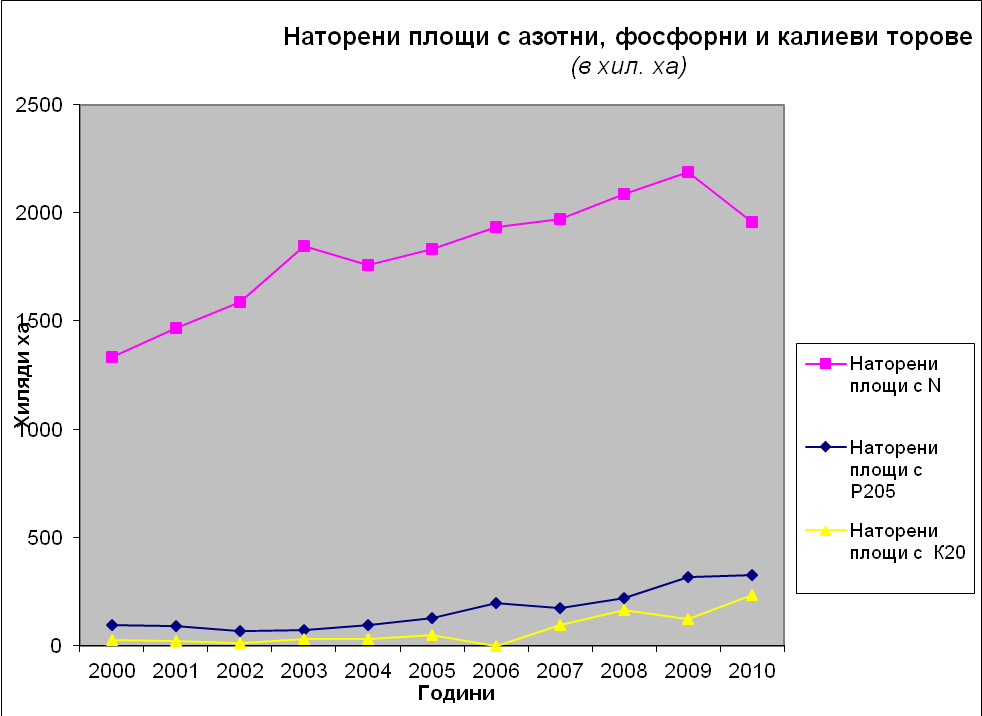 Наторени площи с азотни, фосфорни и калиеви торове
(в хил. ха)
2500
2000
1500
1000
500
0
Хиляди ха
2000 2001 2002 2003 2004 2005 2006 2007 2008 2009 2010
Години
Наторени
площи с N
Наторени
площи с
P205
Наторени
площи с К20